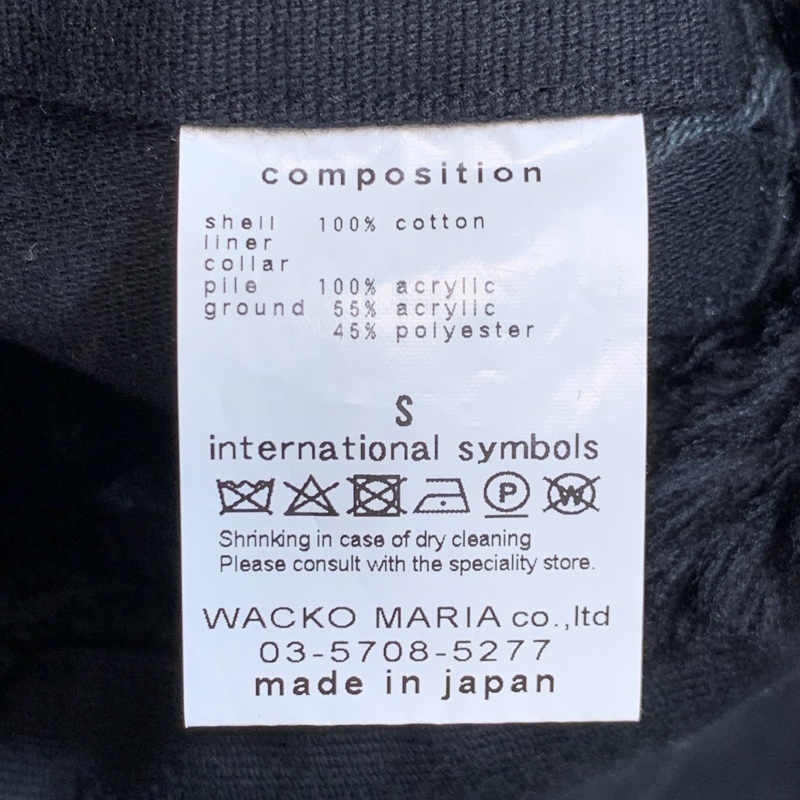 composition
shell 100% cotton
liner
collar
pile 100% acrylic
ground 55% acrylic
45% polyester
S
international symbols
P W
Shrinking in case of dry cleaning
Please consult with the speciality store.
WACKO MARIA co.,ltd
03-5708-5277
made in japan